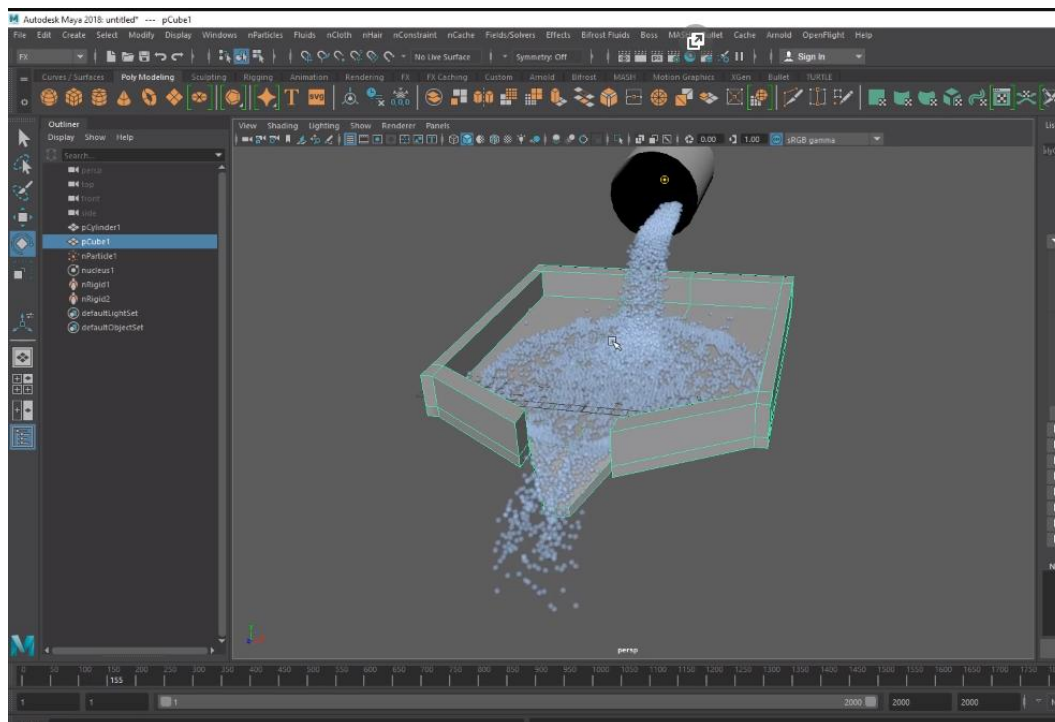 Autodesk Maya 2018: untitled* --- pCube1
File Edit Create Select Modify Display Windows nParticles Fluids nCloth nHair nConstraint nCache Fields/Solvers Effects Bifrost Fluids Boss Cache Arnold OpenFlight Help
FX No Live Surface Symmetry: Off Sign In
Curves / Surfaces Poly Modeling Sculpting Rigging Animation Rendering FX FX Caching Custom Arnold Bifrost MASH Motion Graphics XGen Bullet TURTLE
T SVG 0,0,0
Outliner
Display Show Help
Search...
persp
top
front
side
pCylinder1
pCube1
nParticle1
nucleus1
nRigid1
nRigid2
defaultLightSet
defaultObjectSet
View Shading Lighting Show Renderer Panels
0.00 1.00 sRGB gamma
persp
0 50 100 150 200 250 300 350 400 450 500 550 600 650 700 750 800 850 900 950 1000 1050 1100 1150 1200 1250 1300 1350 1400 1450 1500 1550 1600 1650 1700 1750
155
1 1 1 2000 2000 2000